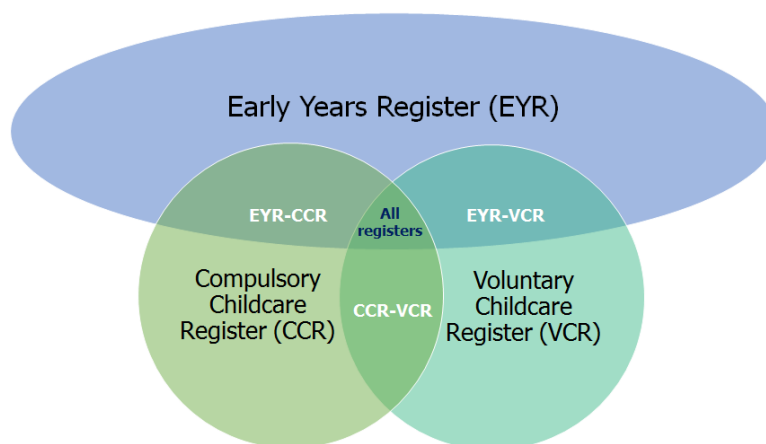 Early Years Register (EYR)
EYR-CCR
All
registers
EYR-VCR
Compulsory
Childcare
Register (CCR)
CCR-VCR
Voluntary
Childcare
Register (VCR)